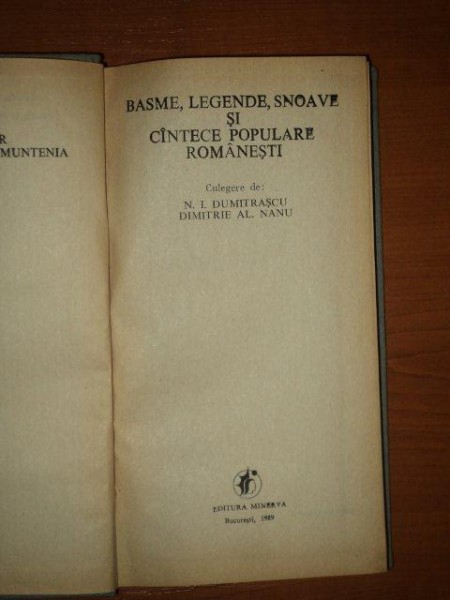 R
MUNTENIA
BASME, LEGENDE, SNOAVE
ȘI
CÎNTECE POPULARE
ROMÂNEȘTI
Culegere de:
N. I. DUMITRAȘCU
DIMITRIE AL. NANU
EDITURA MINERVA
București, 1989